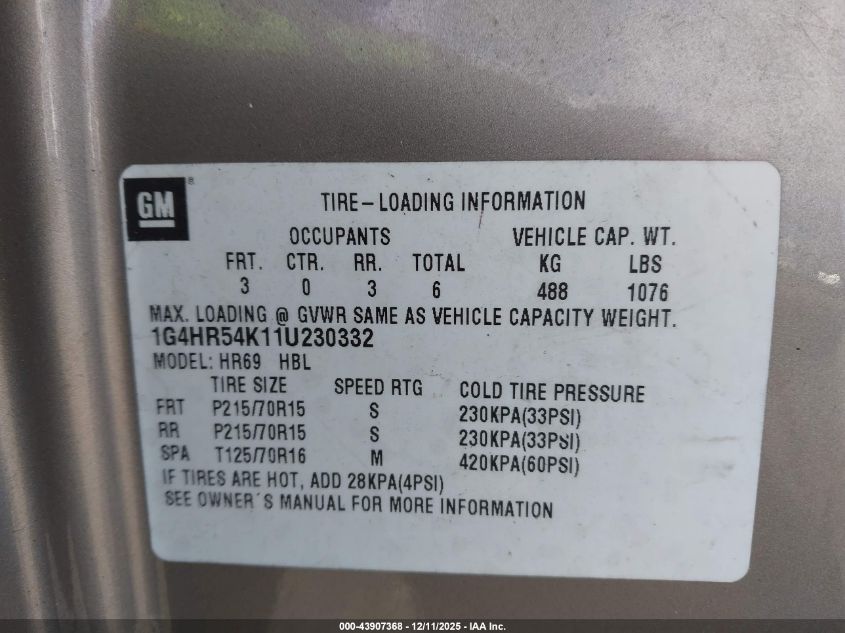 GM ®
TIRE-LOADING INFORMATION
OCCUPANTS VEHICLE CAP. WT.
FRT. CTR. RR. TOTAL KG LBS
3 0 3 6 488 1076
MAX. LOADING @ GVWR SAME AS VEHICLE CAPACITY WEIGHT.
1G4HR54K11U230332
MODEL: HR69 HBL
TIRE SIZE SPEED RTG COLD TIRE PRESSURE
FRT P215/70R15 S 230KPA(33PSI)
RR P215/70R15 S 230KPA(33PSI)
SPA T125/70R16 M 420KPA(60PSI)
IF TIRES ARE HOT, ADD 28KPA(4PSI)
SEE OWNER´S MANUAL FOR MORE INFORMATION
000-43907368 - 12/11/2025 - IAA Inc.